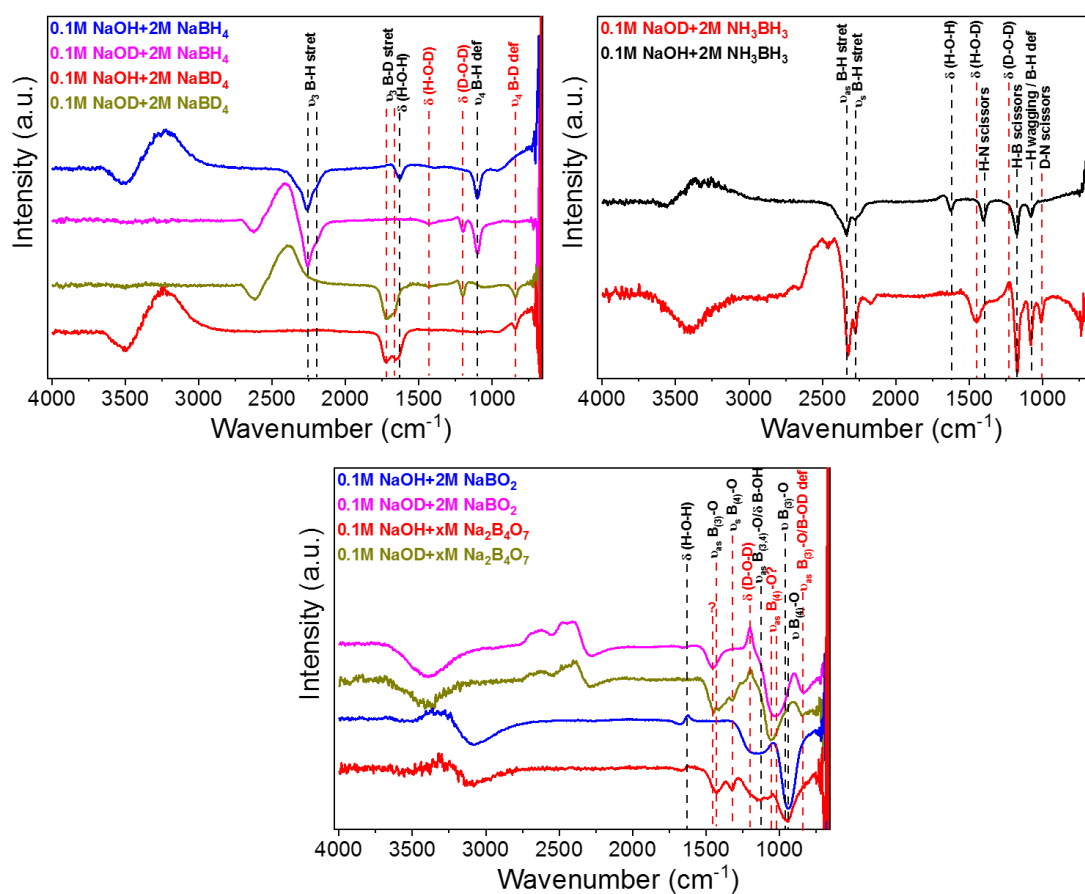 0.1M NaOH+2M NaBH4
0.1M NaOD+2M NaBH4
0.1M NaOH+2M NaBD4
0.1M NaOD+2M NaBD4
υ3 B-H stret
υ3 B-D stret
δ (H-O-H)
δ (H-O-D)
δ (D-O-D)
υ4 B-H def
υ4 B-D def
Intensity (a.u.)
4000 3500 3000 2500 2000 1500 1000
Wavenumber (cm-1)
0.1M NaOD+2M NH3BH3
0.1M NaOH+2M NH3BH3
υas B-H stret
υs B-H stret
δ (H-O-H)
δ (H-O-D)
H-N scissors
δ (D-O-D)
H-B scissors
-H wagging / B-H def
D-N scissors
Intensity (a.u.)
4000 3500 3000 2500 2000 1500 1000
Wavenumber (cm-1)
0.1M NaOH+2M NaBO2
0.1M NaOD+2M NaBO2
0.1M NaOH+xM Na2B4O7
0.1M NaOD+xM Na2B4O7
δ (H-O-H)
?
υas B(3)-O
υs B(4)-O
δ (D-O-D)
υas B(3,4)-O/δ B-OH
υas B(4)-O?
υ B(3)-O
υ B(4)-O
υas B(3)-O/B-OD def
Intensity (a.u.)
4000 3500 3000 2500 2000 1500 1000
Wavenumber (cm-1)